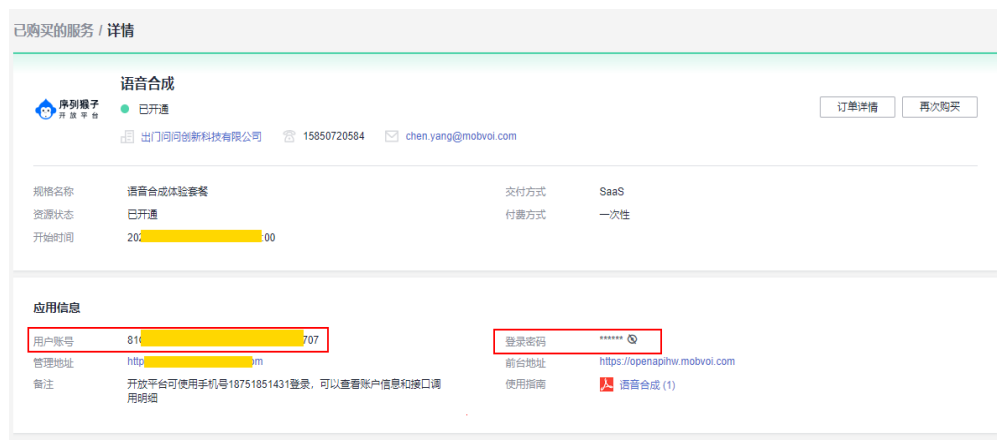 已购买的服务 / 详情
序列猴子
开放平台
语音合成
已开通
订单详情 再次购买
出门问问创新科技有限公司 15850720584 chen.yang@mobvoi.com
规格名称 语音合成体验套餐 交付方式 SaaS
资源状态 已开通 付费方式 一次性
开始时间 202 :00
应用信息
用户账号 810 707 登录密码 ******
管理地址 http om 前台地址 https://openapihw.mobvoi.com
备注 开放平台可使用手机号18751851431登录，可以查看账户信息和接口调 使用指南 语音合成 (1)
用明细